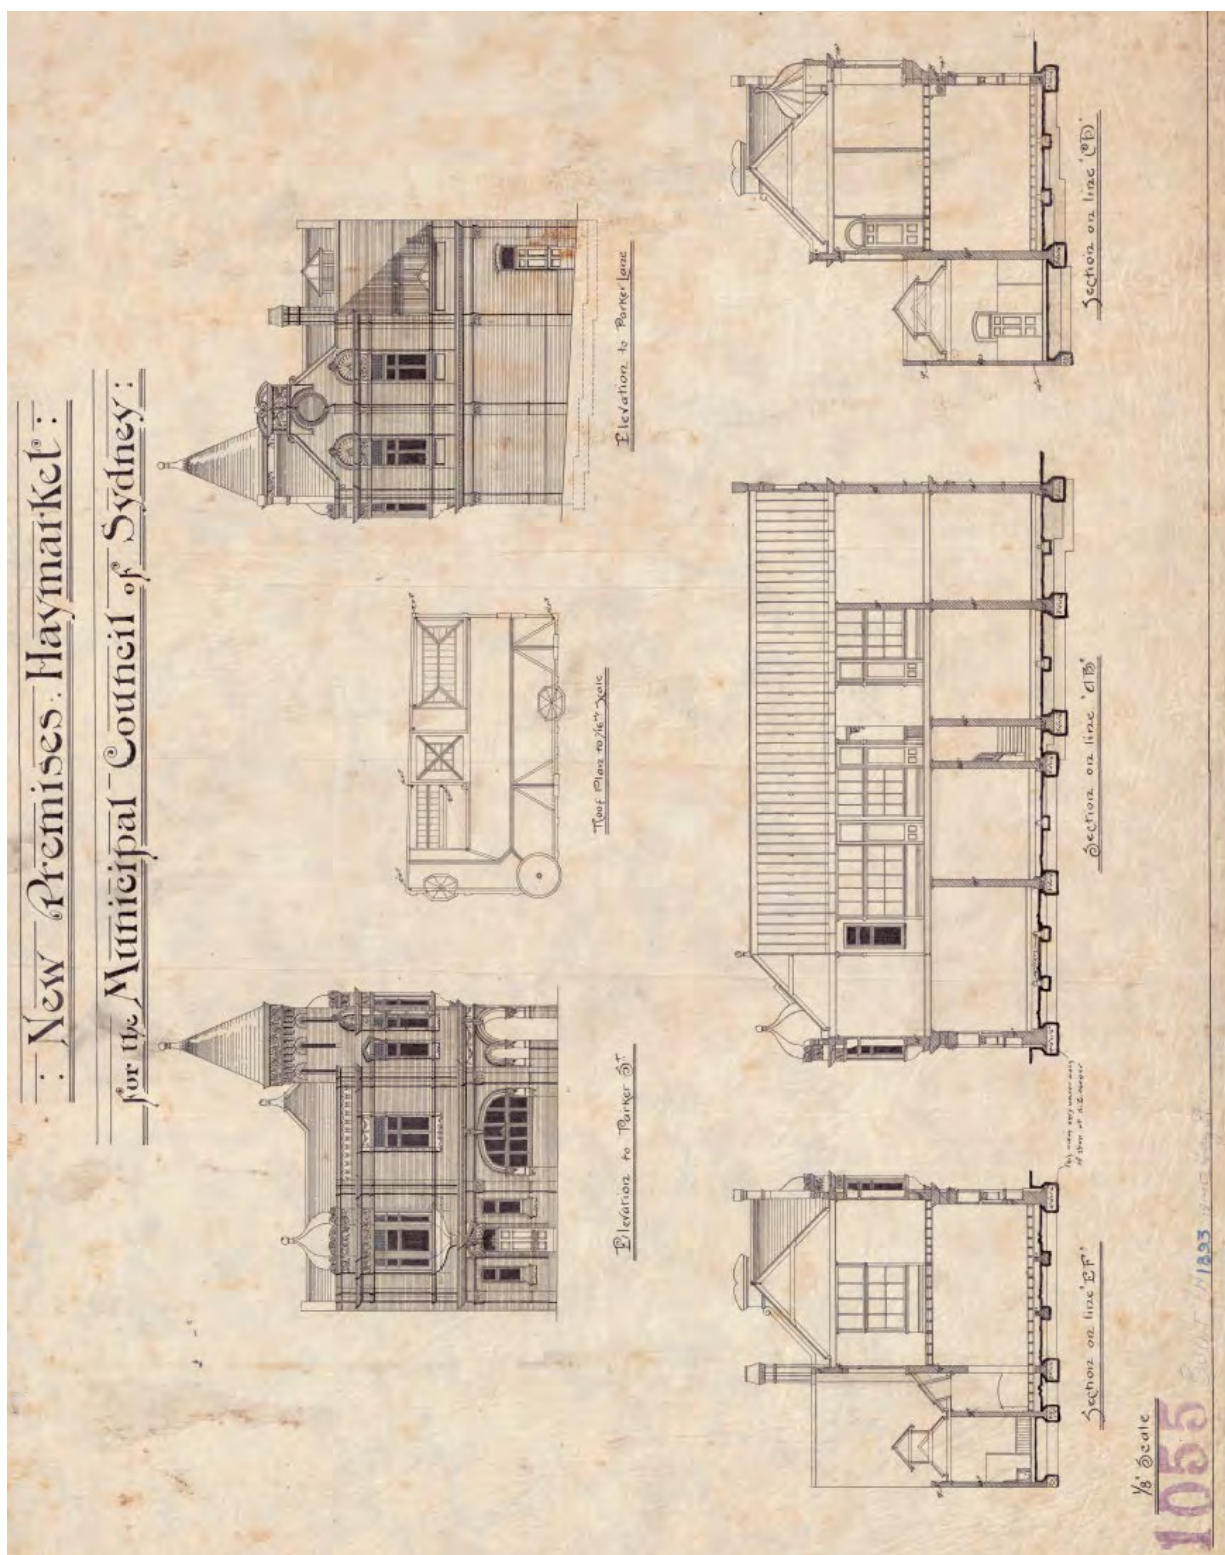 : New Premises: Haymarket :
for the Municipal Council of Sydney :
Elevation to Parker St
Roof Plan to 1/16th Scale
Elevation to Parker Lane
Section on line 'EF'
Section on line 'AB'
Section on line 'CD'
1/8" Scale
1055
1893